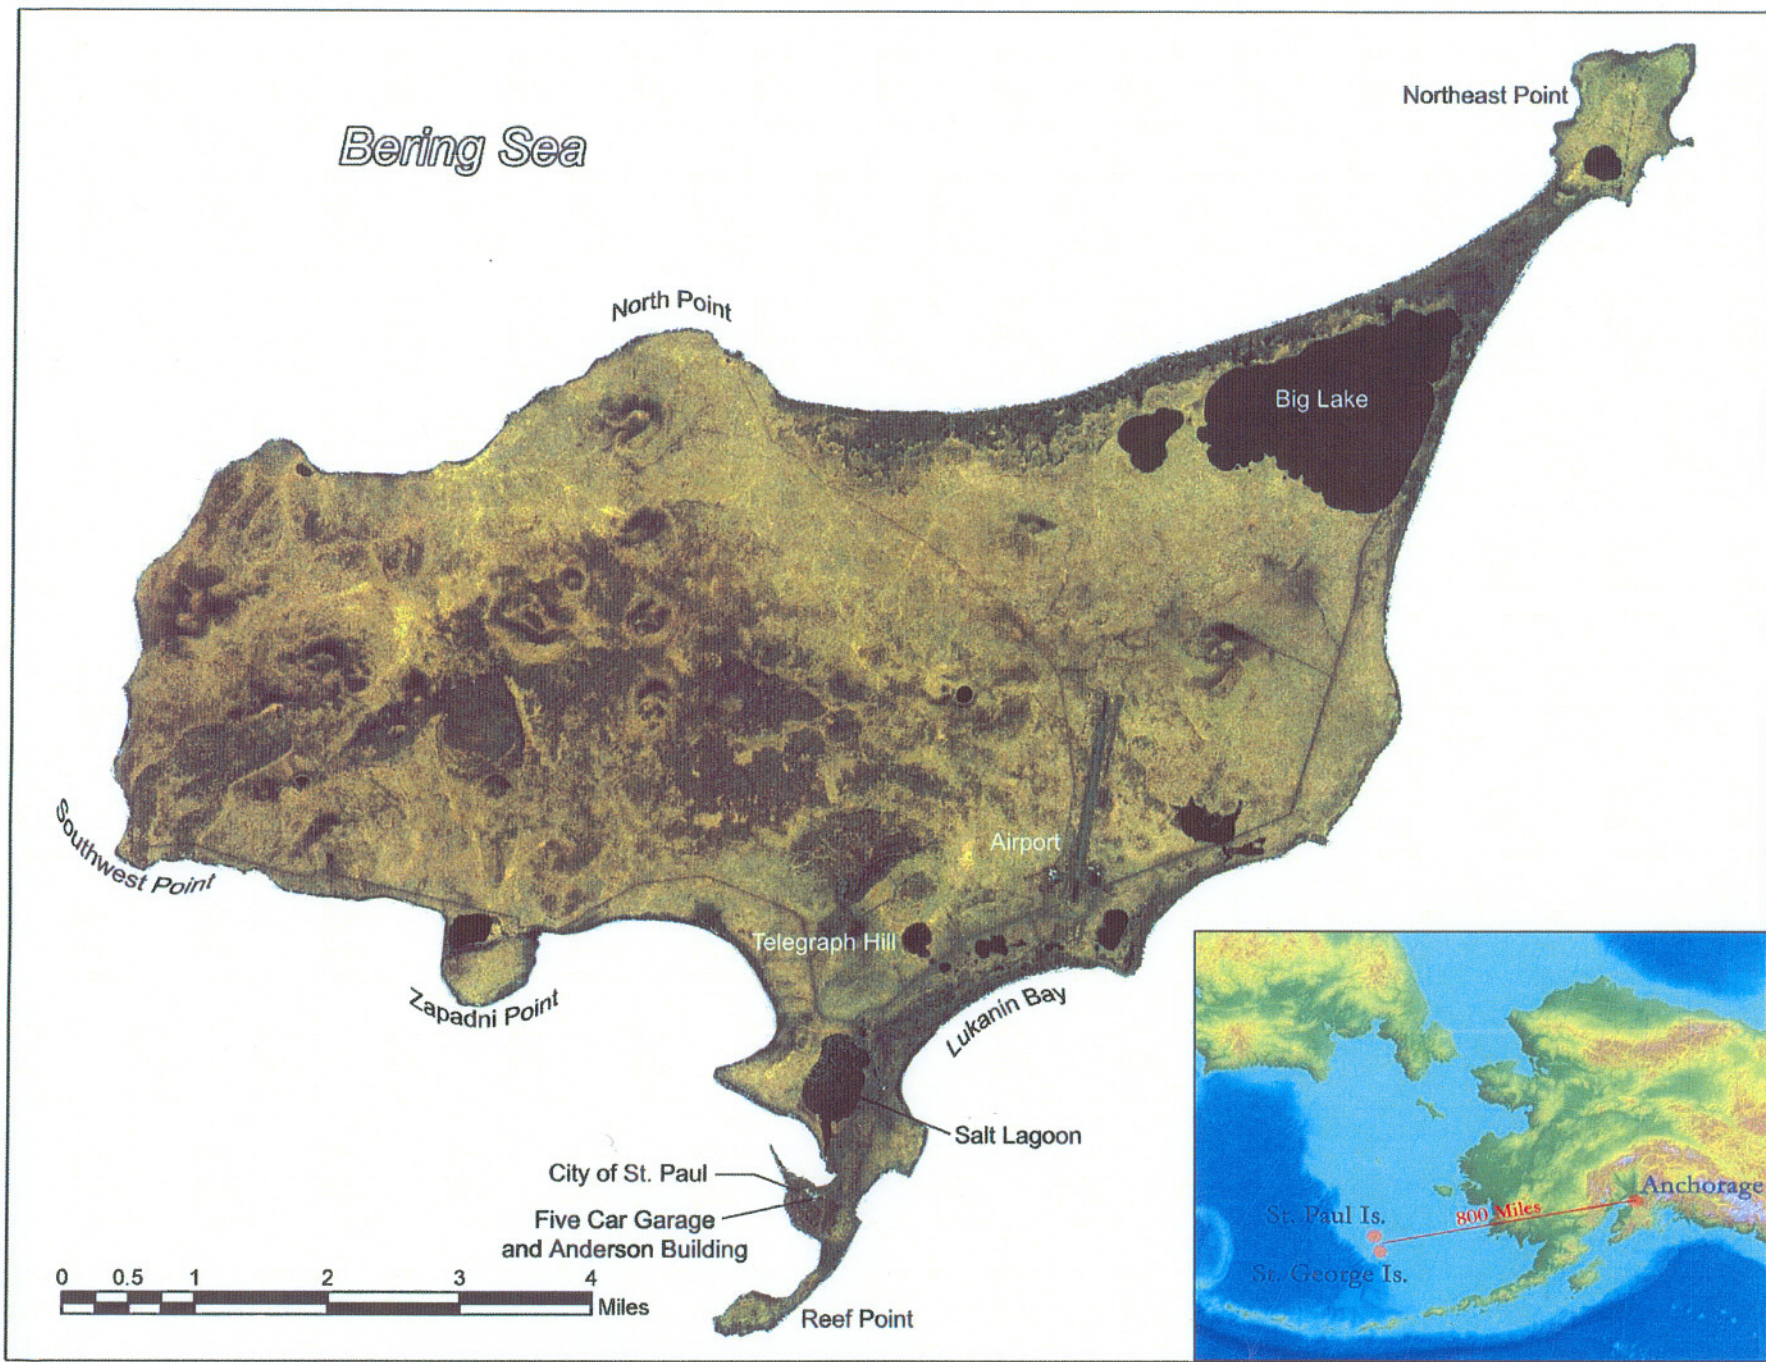 Northeast Point
Bering Sea
North Point
Big Lake
Southwest Point
Airport
Telegraph Hill
Zapadni Point
Lukanin Bay
Salt Lagoon
City of St. Paul
Five Car Garage
and Anderson Building
Reef Point
0 0.5 1 2 3 4
Miles
Anchorage
800 Miles
St. Paul Is.
St. George Is.